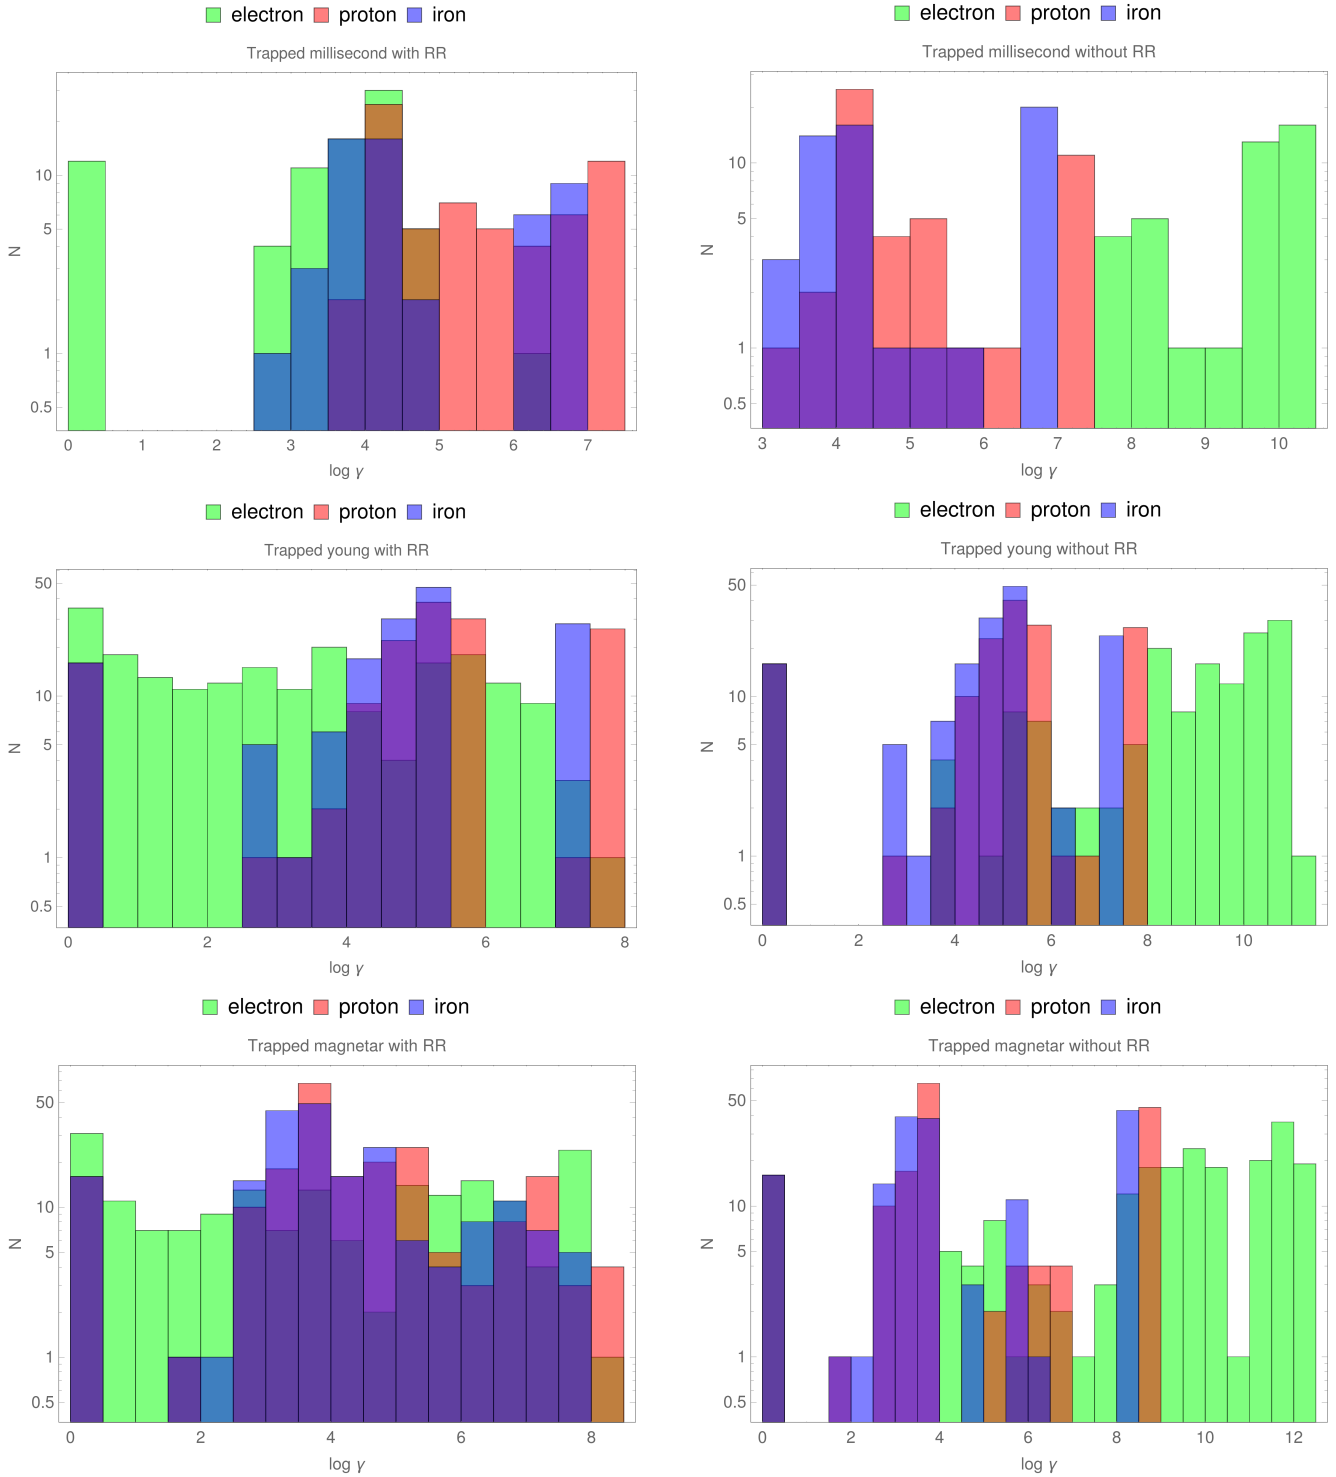 electron proton iron
Trapped millisecond with RR
10
5
1
0.5
N
0 1 2 3 4 5 6 7
log γ
electron proton iron
Trapped millisecond without RR
10
5
1
0.5
N
3 4 5 6 7 8 9 10
log γ
electron proton iron
Trapped young with RR
50
10
5
1
0.5
N
0 2 4 6 8
log γ
electron proton iron
Trapped young without RR
50
10
5
1
0.5
N
0 2 4 6 8 10
log γ
electron proton iron
Trapped magnetar with RR
50
10
5
1
0.5
N
0 2 4 6 8
log γ
electron proton iron
Trapped magnetar without RR
50
10
5
1
0.5
N
0 2 4 6 8 10 12
log γ